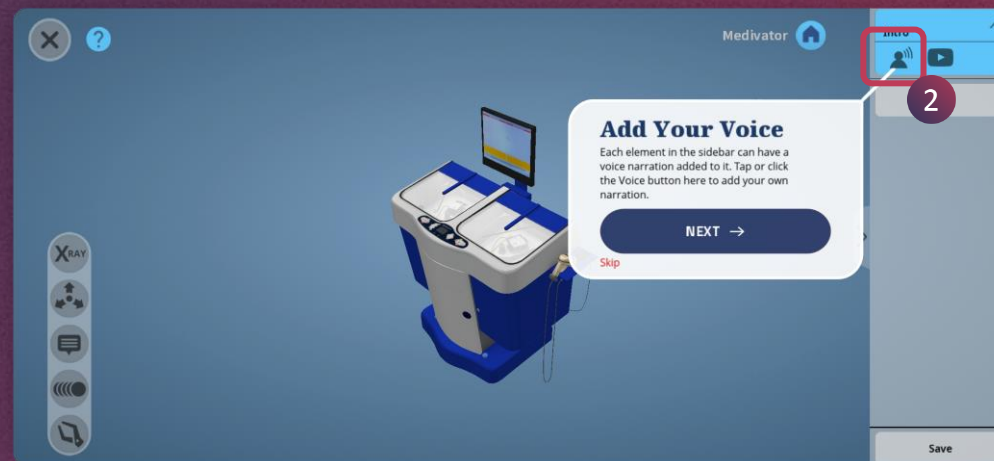 ?
Medivator
Intro
2
Add Your Voice
Each element in the sidebar can have a
voice narration added to it. Tap or click
the Voice button here to add your own
narration.
NEXT →
Skip
XRAY
Save